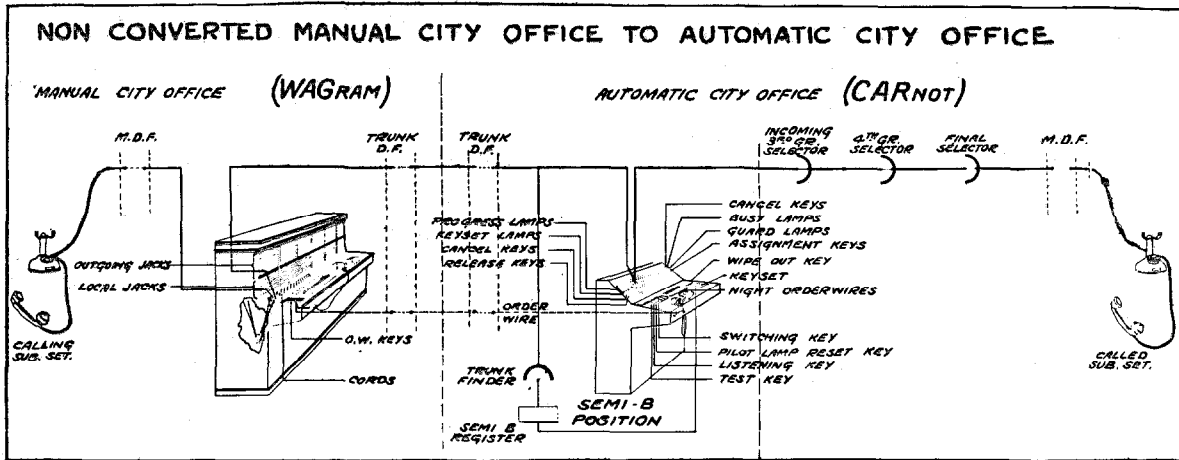 NON CONVERTED MANUAL CITY OFFICE TO AUTOMATIC CITY OFFICE
MANUAL CITY OFFICE (WAGRAM)
AUTOMATIC CITY OFFICE (CARNOT)
M.D.F.
TRUNK
D.F.
TRUNK
D.F.
INCOMING
3RD GR.
SELECTOR
4TH GR.
SELECTOR
FINAL
SELECTOR
M.D.F.
OUTGOING JACKS
LOCAL JACKS
CALLING
SUB. SET.
O.W. KEYS
CORDS
ORDER
WIRE
PROGRESS LAMPS
KEYSET LAMPS
CANCEL KEYS
RELEASE KEYS
CANCEL KEYS
BUSY LAMPS
GUARD LAMPS
ASSIGNMENT KEYS
WIPE OUT KEY
KEYSET
NIGHT ORDERWIRES
SWITCHING KEY
PILOT LAMP RESET KEY
LISTENING KEY
TEST KEY
TRUNK
FINDER
SEMI B
REGISTER
SEMI-B
POSITION
CALLED
SUB. SET.